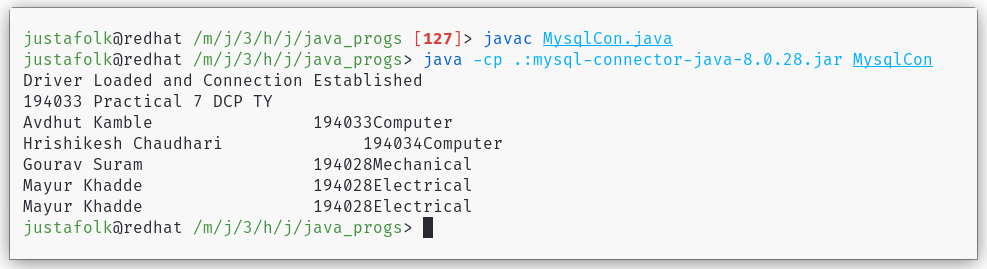 justafolk@redhat /m/j/3/h/j/java_progs [127]> javac MysqlCon.java
justafolk@redhat /m/j/3/h/j/java_progs> java -cp .:mysql-connector-java-8.0.28.jar MysqlCon
Driver Loaded and Connection Established
194033 Practical 7 DCP TY
Avdhut Kamble                194033Computer
Hrishikesh Chaudhari              194034Computer
Gourav Suram                 194028Mechanical
Mayur Khadde                 194028Electrical
Mayur Khadde                 194028Electrical
justafolk@redhat /m/j/3/h/j/java_progs>